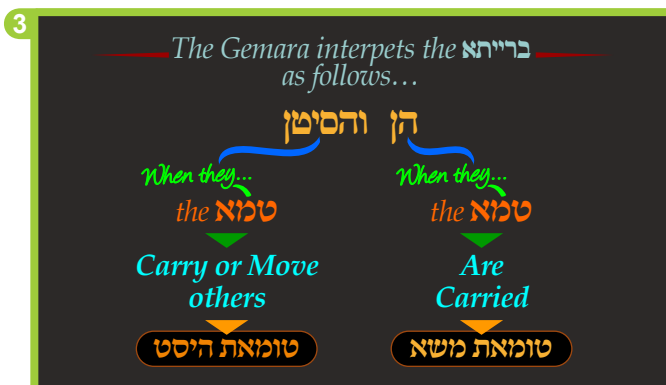 3
The Gemara interpets the ברייתא
as follows...
הן והסיטן
When they... When they...
the טמא the טמא
Carry or Move Are
others Carried
טומאת היסט טומאת משא